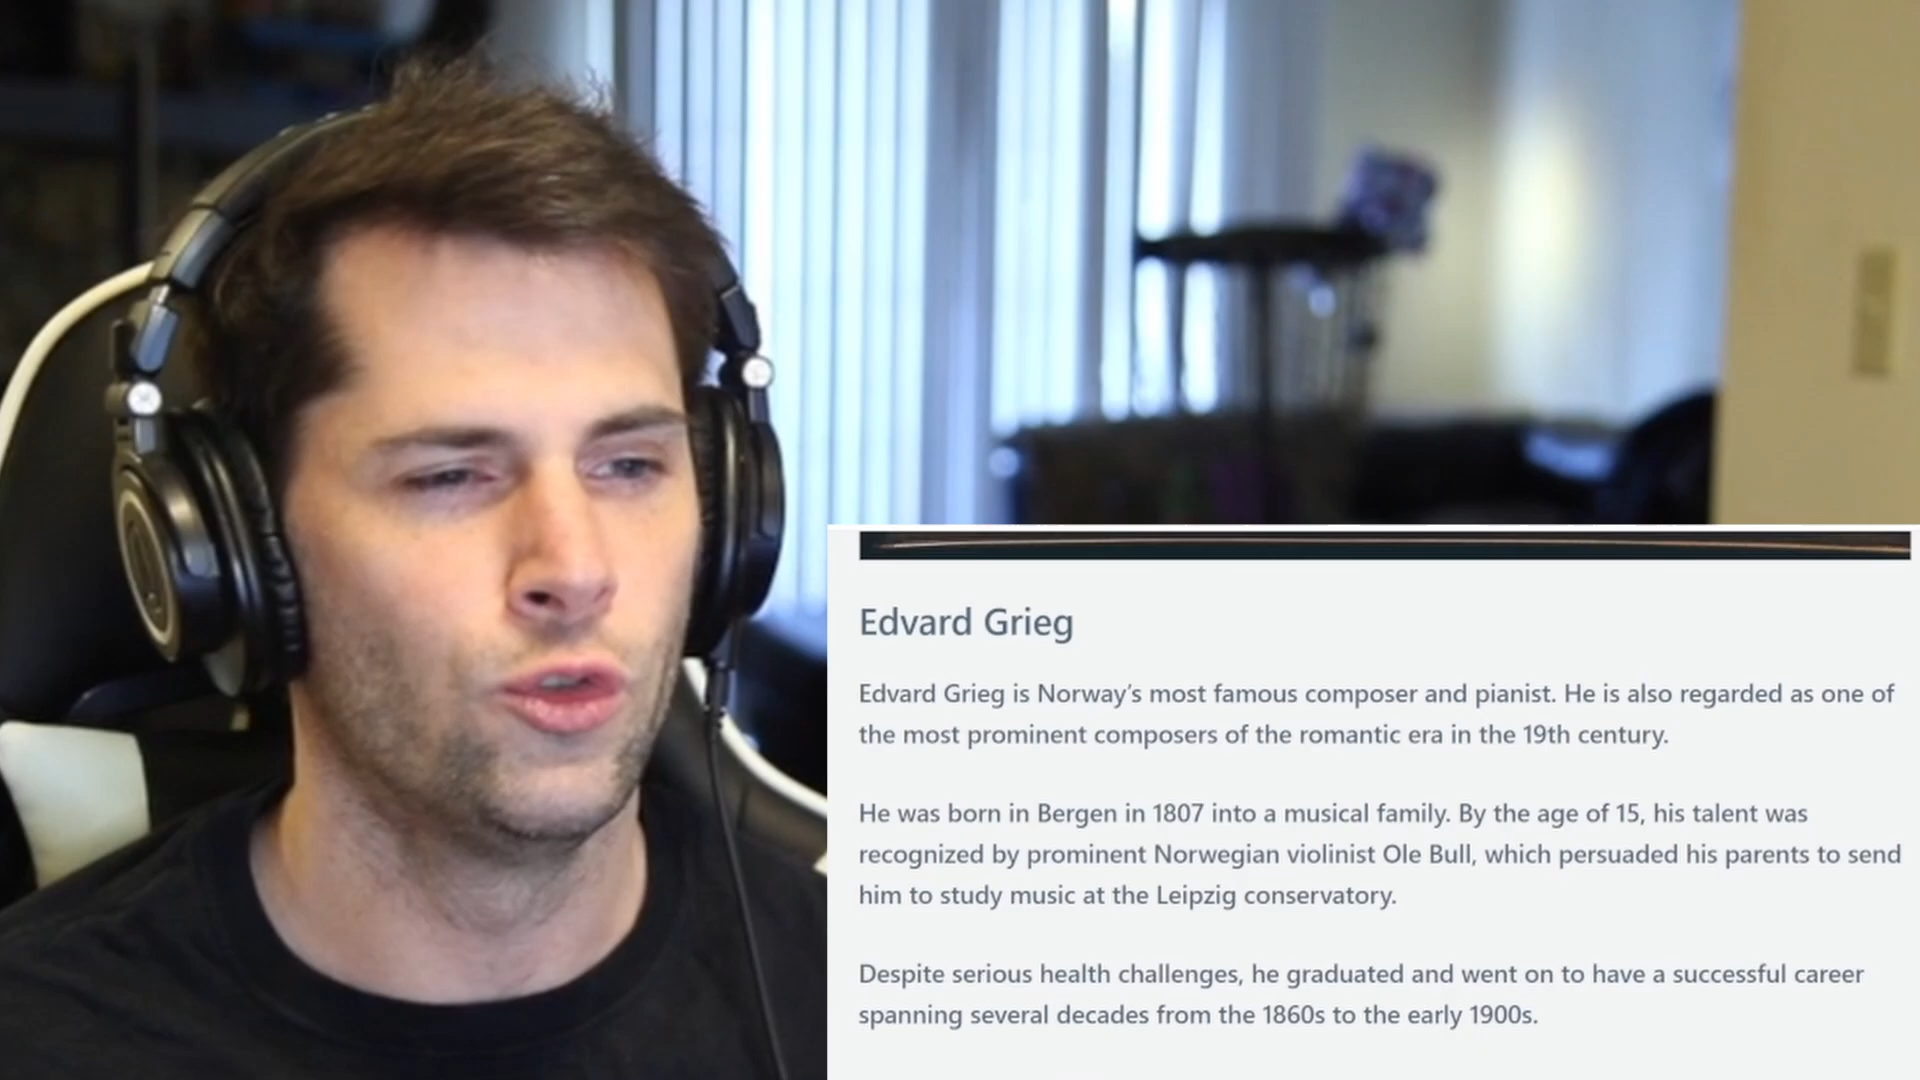 Edvard Grieg
Edvard Grieg is Norway’s most famous composer and pianist. He is also regarded as one of
the most prominent composers of the romantic era in the 19th century.
He was born in Bergen in 1807 into a musical family. By the age of 15, his talent was
recognized by prominent Norwegian violinist Ole Bull, which persuaded his parents to send
him to study music at the Leipzig conservatory.
Despite serious health challenges, he graduated and went on to have a successful career
spanning several decades from the 1860s to the early 1900s.